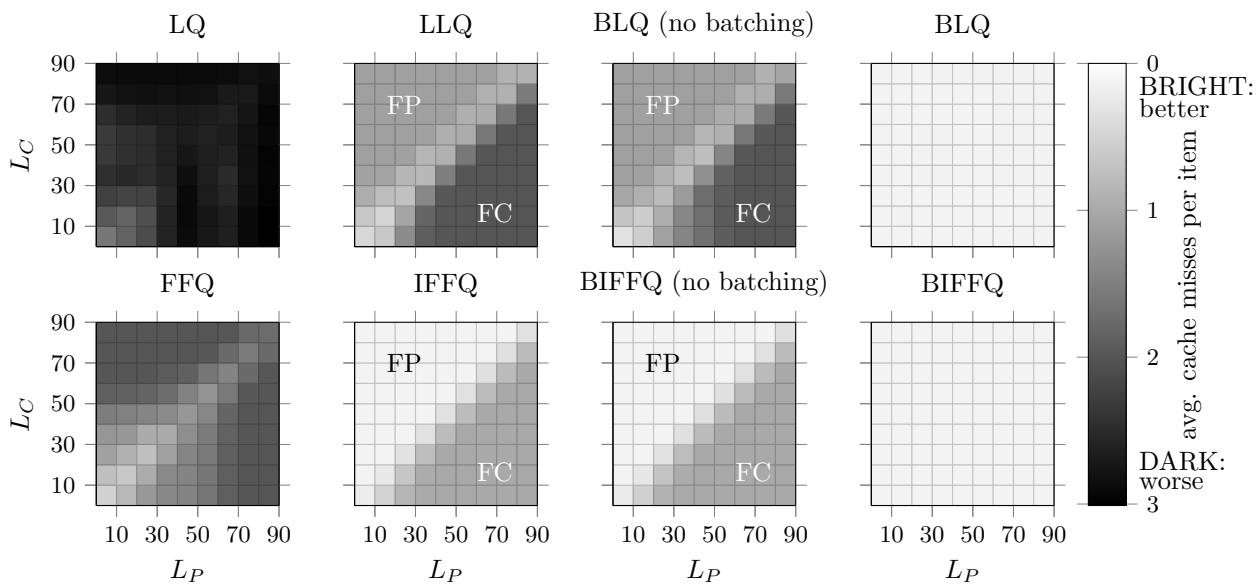 LQ LLQ BLQ (no batching) BLQ
90
70
50
30
10
L_C
FP
FC
FP
FC
FFQ IFFQ BIFFQ (no batching) BIFFQ
90
70
50
30
10
L_C
FP
FC
FP
FC
10 30 50 70 90 10 30 50 70 90 10 30 50 70 90 10 30 50 70 90
L_P L_P L_P L_P
0
BRIGHT:
better
1
2
DARK:
worse
3
avg. cache misses per item